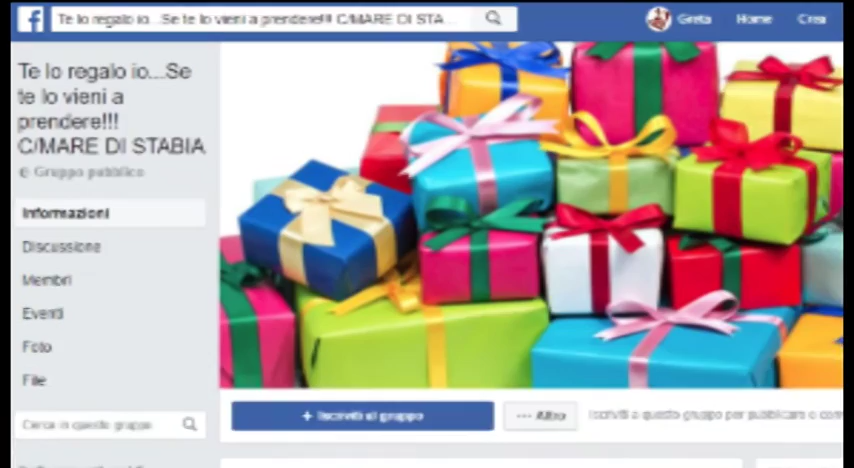 f
Te lo regalo io...Se te lo vieni a prendere!!! C/MARE DI STA...
Greta
Home
Crea
Te lo regalo io...Se
te lo vieni a
prendere!!!
C/MARE DI STABIA
Gruppo pubblico
Informazioni
Discussione
Membri
Eventi
Foto
File
Cerca in questo gruppo
+ Iscriviti al gruppo
••• Altro
Iscriviti a questo gruppo per pubblicare o com